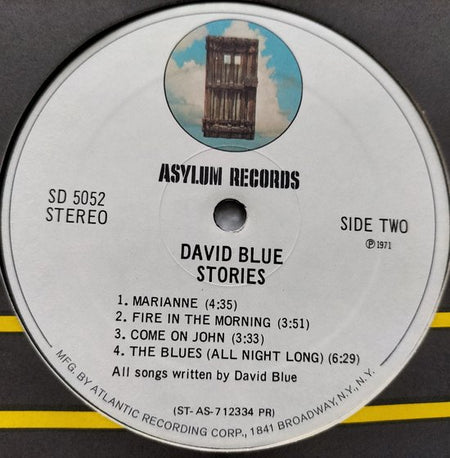 ASYLUM RECORDS
SD 5052
STEREO
SIDE TWO
℗ 1971
DAVID BLUE
STORIES
1. MARIANNE (4:35)
2. FIRE IN THE MORNING (3:51)
3. COME ON JOHN (3:33)
4. THE BLUES (ALL NIGHT LONG) (6:29)
All songs written by David Blue
(ST-AS-712334 PR)
MFG. BY ATLANTIC RECORDING CORP., 1841 BROADWAY, N.Y., N.Y.